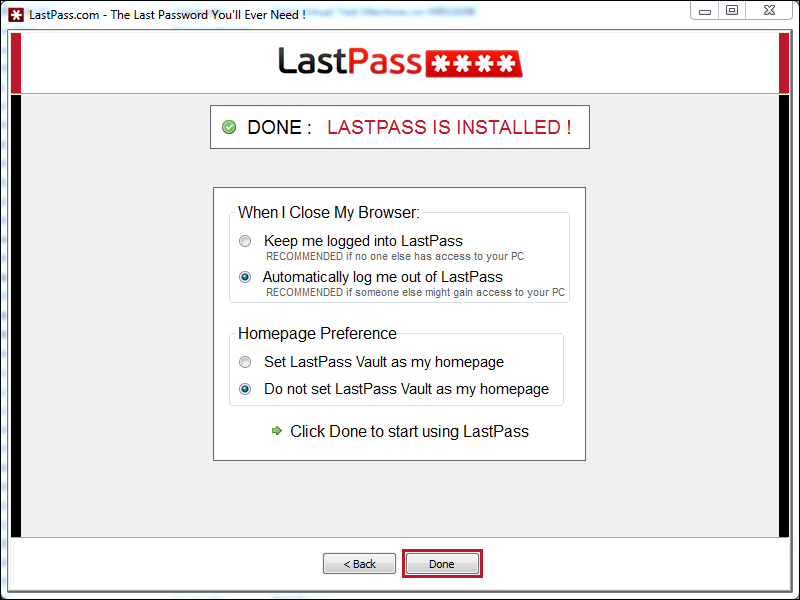 LastPass.com - The Last Password You'll Ever Need !
LastPass ****
DONE : LASTPASS IS INSTALLED !
When I Close My Browser:
Keep me logged into LastPass
RECOMMENDED if no one else has access to your PC
Automatically log me out of LastPass
RECOMMENDED if someone else might gain access to your PC
Homepage Preference
Set LastPass Vault as my homepage
Do not set LastPass Vault as my homepage
Click Done to start using LastPass
< Back
Done